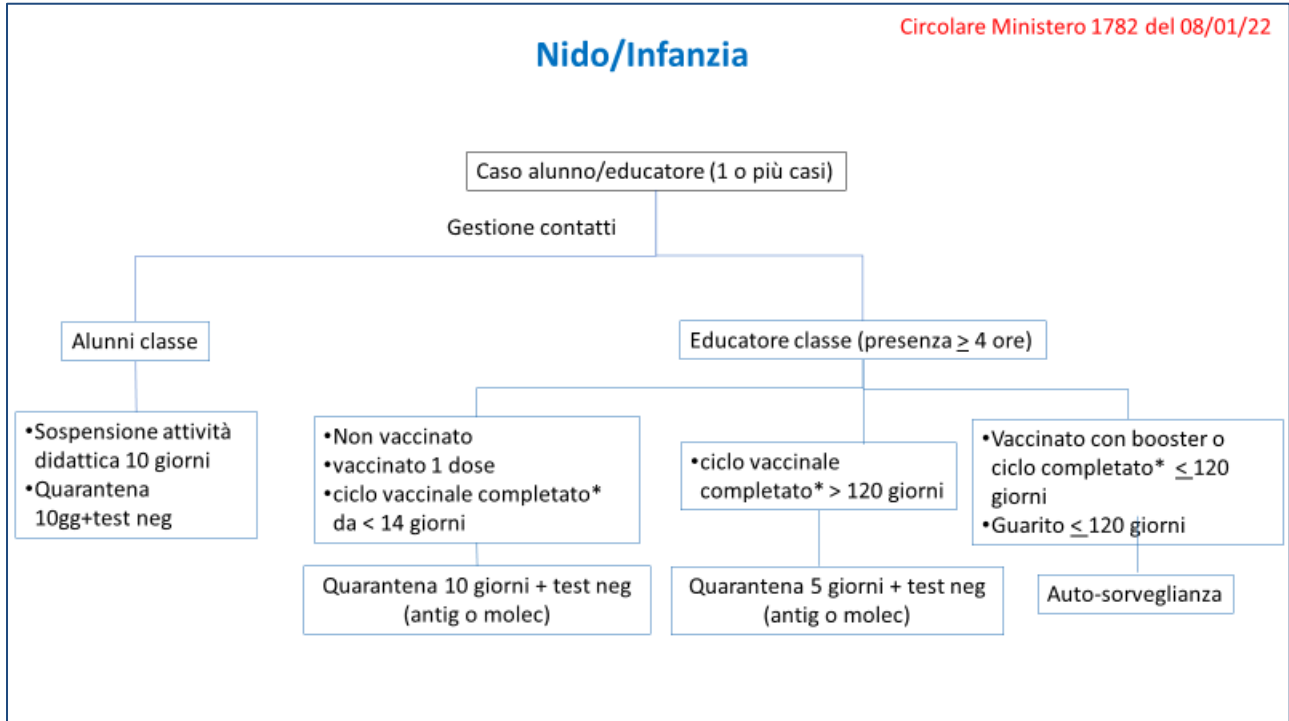 Circolare Ministero 1782 del 08/01/22
Nido/Infanzia
Caso alunno/educatore (1 o più casi)
Gestione contatti
Alunni classe
Educatore classe (presenza ≥ 4 ore)
•Sospensione attività
didattica 10 giorni
•Quarantena
10gg+test neg
•Non vaccinato
•vaccinato 1 dose
•ciclo vaccinale completato*
da < 14 giorni
•ciclo vaccinale
completato* > 120 giorni
•Vaccinato con booster o
ciclo completato* ≤ 120
giorni
•Guarito ≤ 120 giorni
Quarantena 10 giorni + test neg
(antig o molec)
Quarantena 5 giorni + test neg
(antig o molec)
Auto-sorveglianza